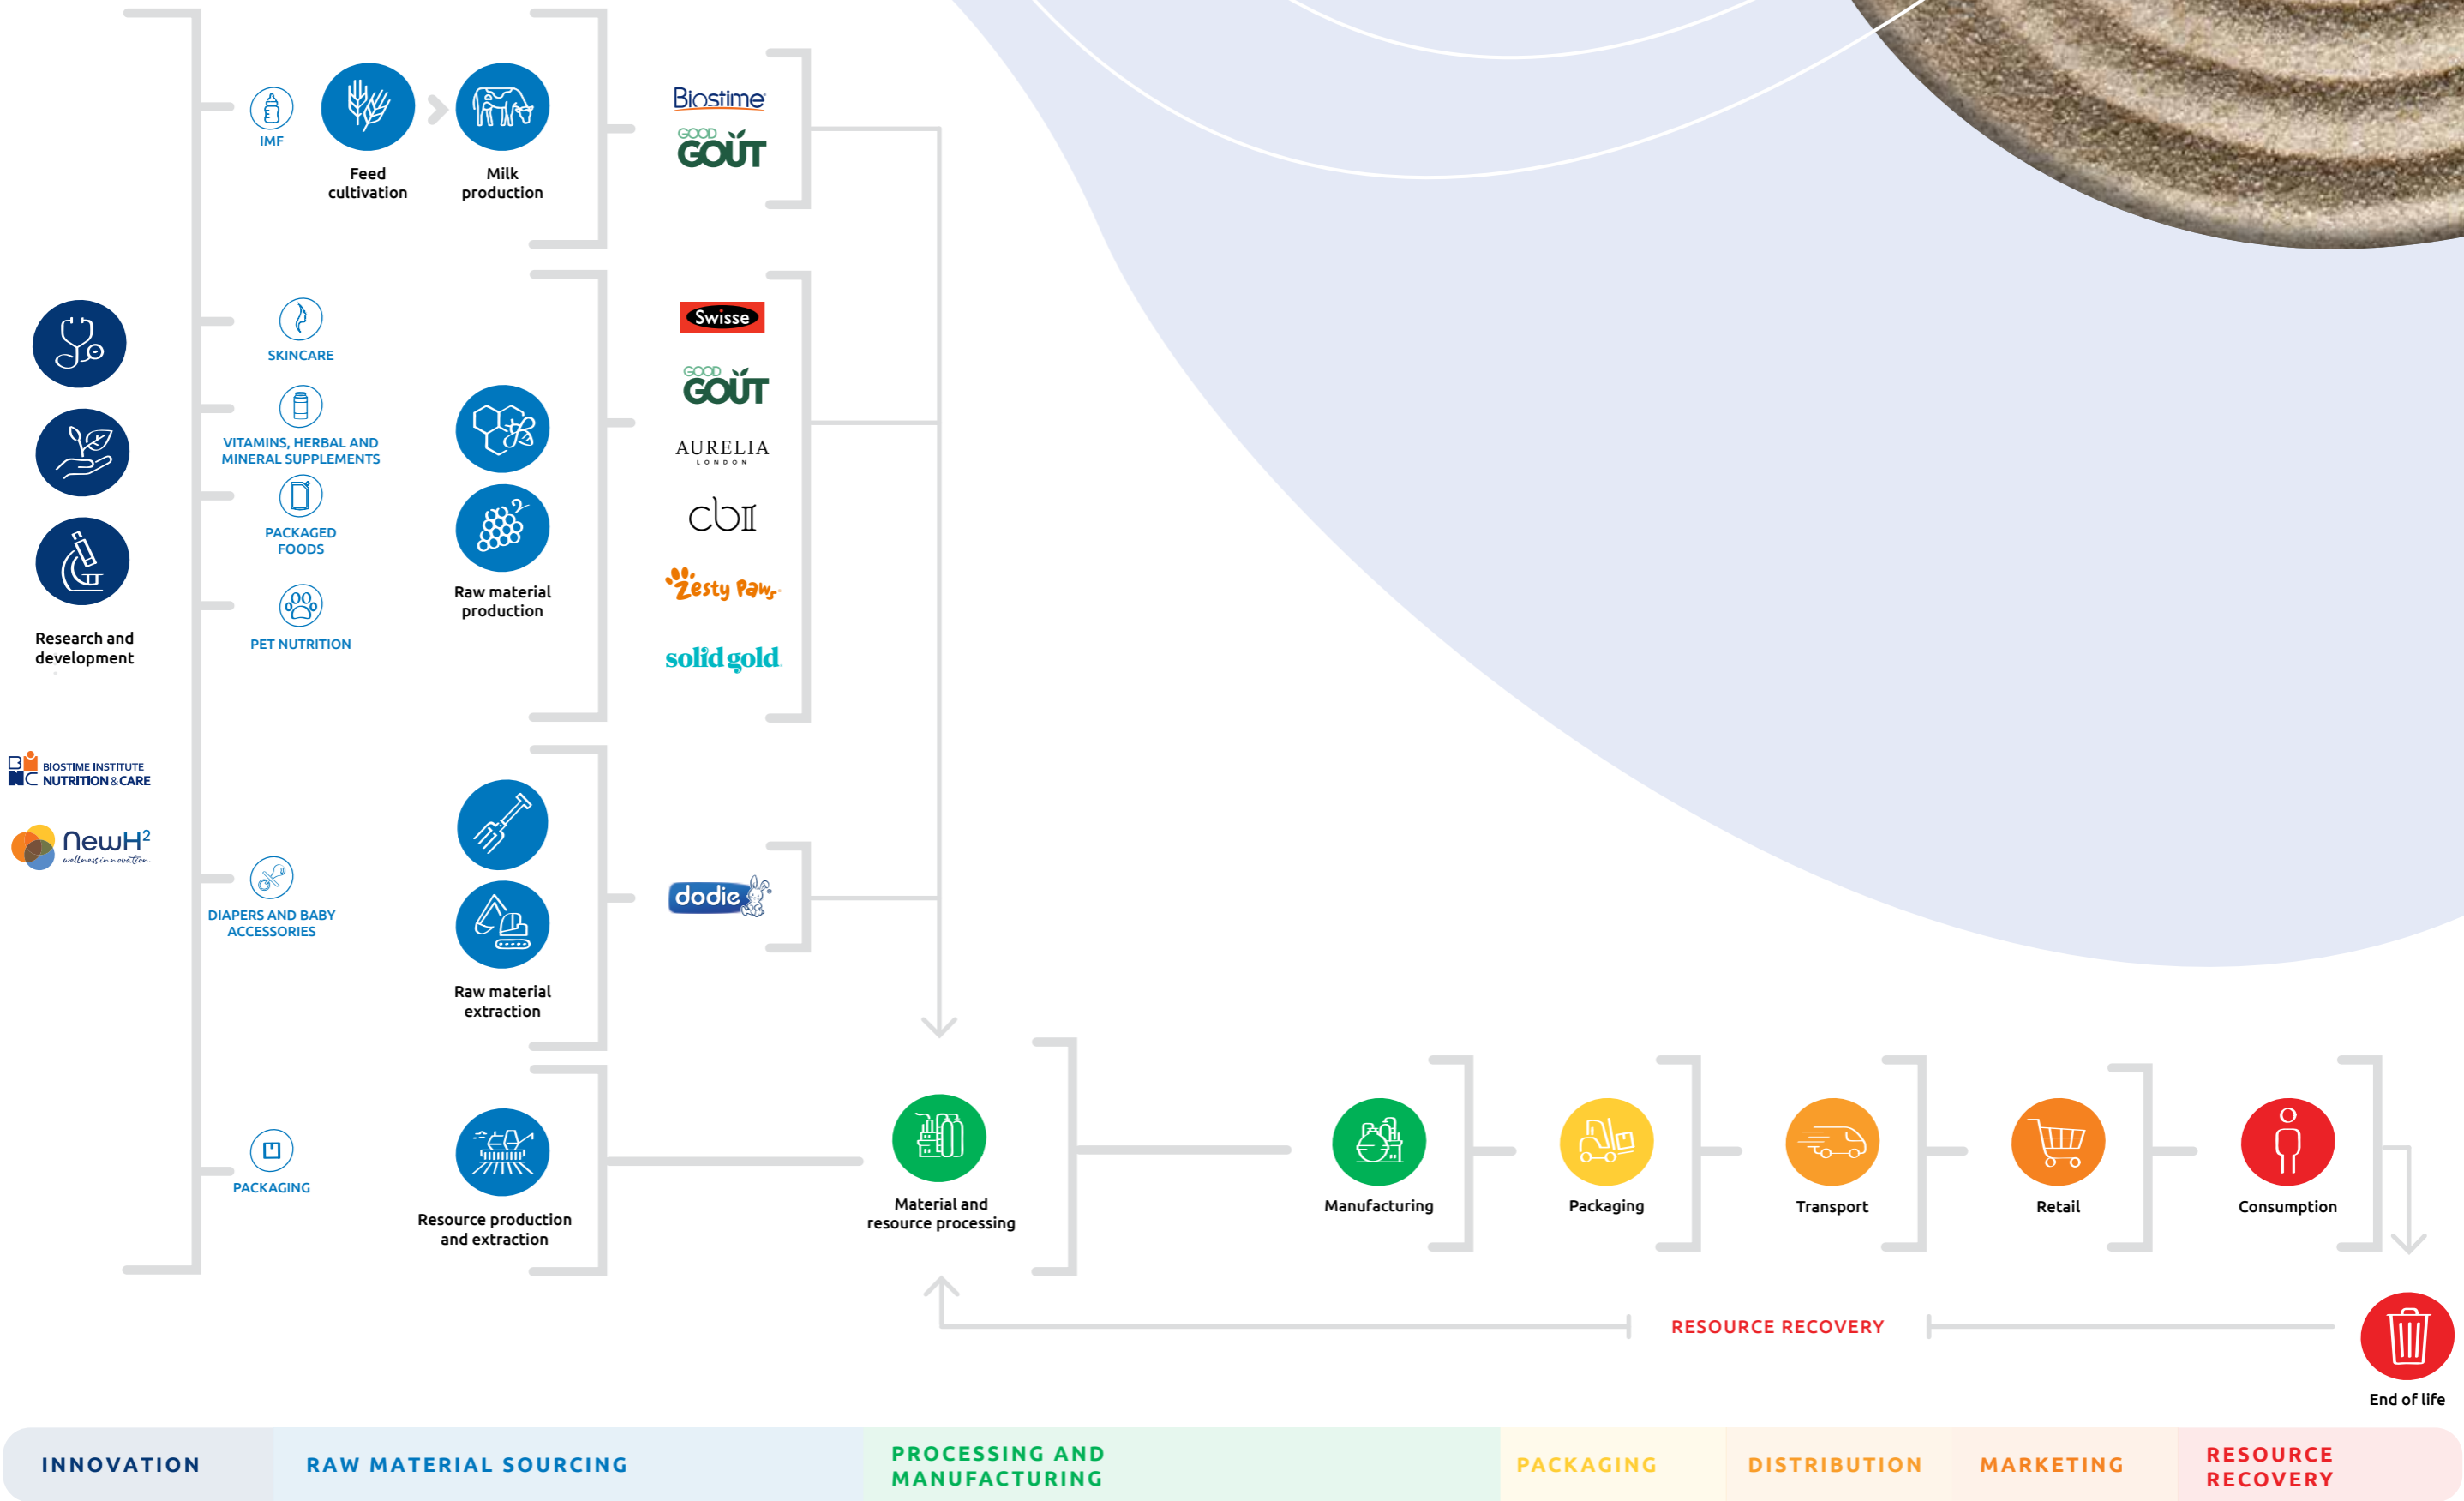 IMF
Feed
cultivation
Milk
production
Biostime
GOOD
GOÛT
SKINCARE
VITAMINS, HERBAL AND
MINERAL SUPPLEMENTS
PACKAGED
FOODS
PET NUTRITION
Research and
development
Raw material
production
Swisse
GOOD
GOÛT
AURELIA
LONDON
cbII
Zesty Paws
solid gold
BINC
BIOSTIME INSTITUTE
NUTRITION & CARE
NewH²
wellness innovation
DIAPERS AND BABY
ACCESSORIES
Raw material
extraction
dodie®
PACKAGING
Resource production
and extraction
Material and
resource processing
Manufacturing
Packaging
Transport
Retail
Consumption
RESOURCE RECOVERY
End of life
INNOVATION
RAW MATERIAL SOURCING
PROCESSING AND
MANUFACTURING
PACKAGING
DISTRIBUTION
MARKETING
RESOURCE
RECOVERY